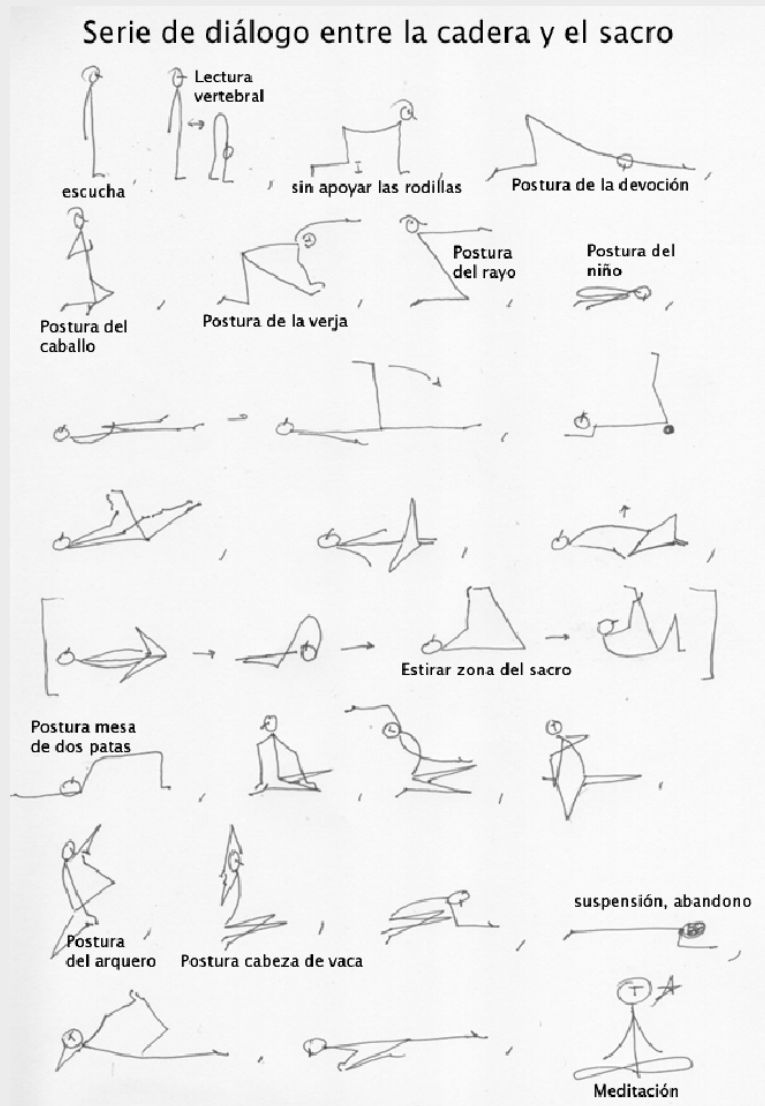 Serie de diálogo entre la cadera y el sacro
Lectura
vertebral
escucha
sin apoyar las rodillas
Postura de la devoción
Postura del
caballo
Postura de la verja
Postura
del rayo
Postura del
niño
Estirar zona del sacro
Postura mesa
de dos patas
Postura
del arquero
Postura cabeza de vaca
suspensión, abandono
Meditación